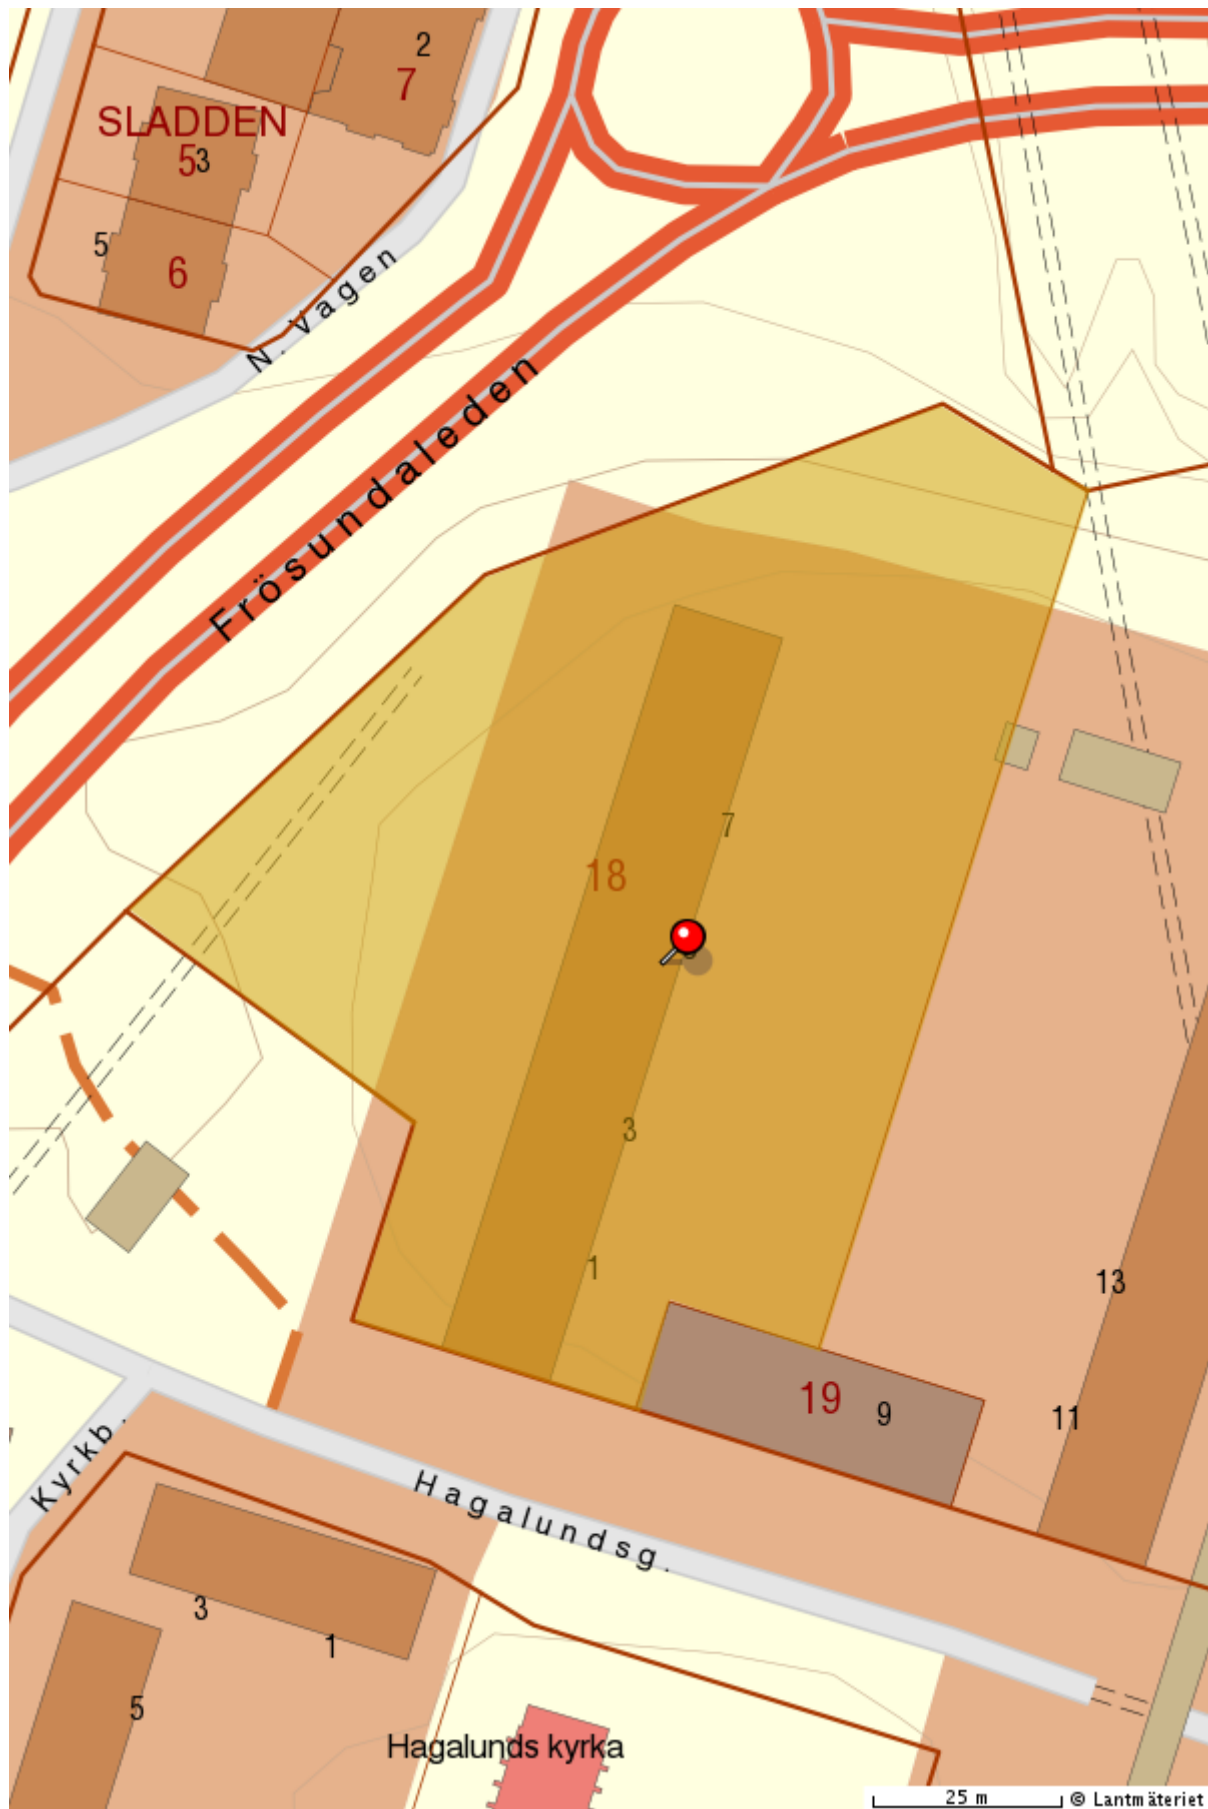 2
7
SLADDEN
5
3
5
6
N. Vagen
Frösundaleden
7
18
3
1
13
19
9
11
Kyrkb.
Hagalundsg.
3
1
5
Hagalunds kyrka
25 m
© Lantmäteriet